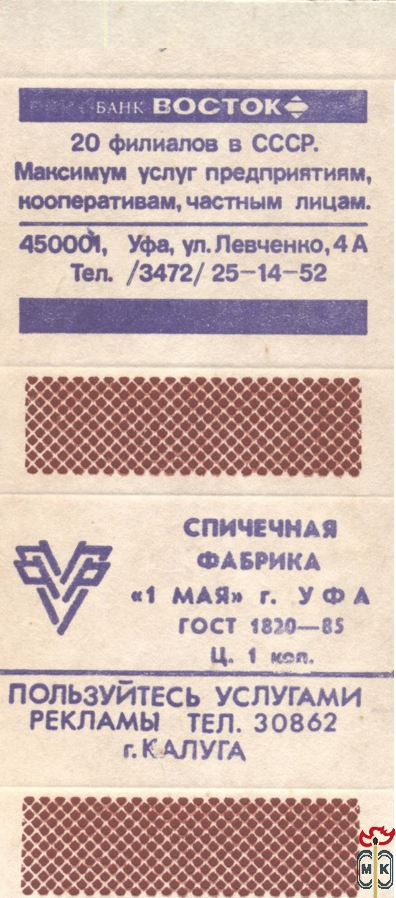 БАНК ВОСТОК
20 филиалов в СССР.
Максимум услуг предприятиям,
кооперативам, частным лицам.
450001, Уфа, ул. Левченко, 4 А
Тел. /3472/ 25-14-52
СПИЧЕЧНАЯ
ФАБРИКА
«1 МАЯ» г. УФА
ГОСТ 1820—85
Ц. 1 коп.
ПОЛЬЗУЙТЕСЬ УСЛУГАМИ
РЕКЛАМЫ ТЕЛ. 30862
г. КАЛУГА
МК